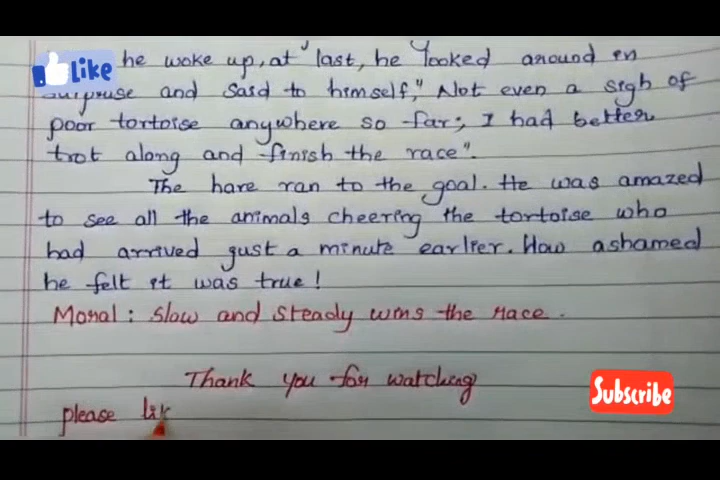 Like he woke up, at last, he looked around in
surprise and said to himself," Not even a sigh of
poor tortoise anywhere so far; I had better
trot along and finish the race".
The hare ran to the goal. He was amazed
to see all the animals cheering the tortoise who
had arrived just a minute earlier. How ashamed
he felt it was true!
Moral: Slow and steady wins the race.
Thank you for watching
Subscribe
please lik